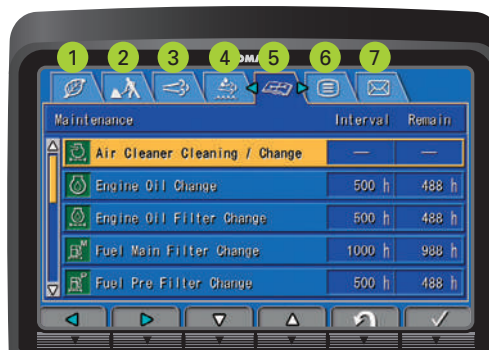 1 2 3 4 5 6 7
Maintenance Interval Remain
Air Cleaner Cleaning / Change — —
Engine Oil Change 500 h 488 h
Engine Oil Filter Change 500 h 488 h
M
Fuel Main Filter Change 1000 h 988 h
P
Fuel Pre Filter Change 500 h 488 h